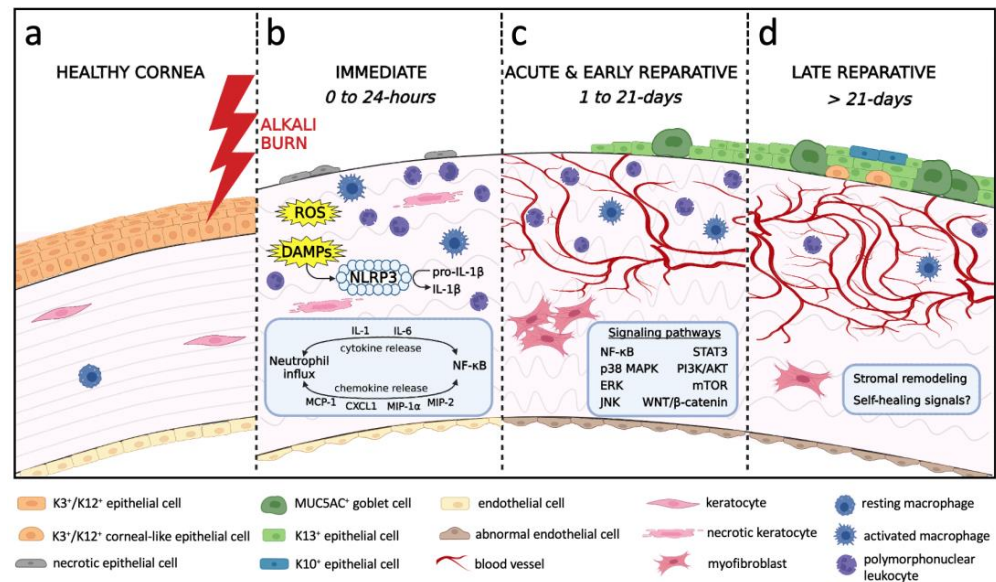 a
HEALTHY CORNEA
ALKALI
BURN
b
IMMEDIATE
0 to 24-hours
ROS
DAMPs
NLRP3
pro-IL-1β
IL-1β
IL-1 IL-6
cytokine release
Neutrophil
influx
NF-κB
chemokine release
MCP-1 CXCL1 MIP-1α MIP-2
c
ACUTE & EARLY REPARATIVE
1 to 21-days
Signaling pathways
NF-κB STAT3
p38 MAPK PI3K/AKT
ERK mTOR
JNK WNT/β-catenin
d
LATE REPARATIVE
> 21-days
Stromal remodeling
Self-healing signals?
K3⁺/K12⁺ epithelial cell
K3⁺/K12⁺ corneal-like epithelial cell
necrotic epithelial cell
MUC5AC⁺ goblet cell
K13⁺ epithelial cell
K10⁺ epithelial cell
endothelial cell
abnormal endothelial cell
blood vessel
keratocyte
necrotic keratocyte
myofibroblast
resting macrophage
activated macrophage
polymorphonuclear
leukocyte